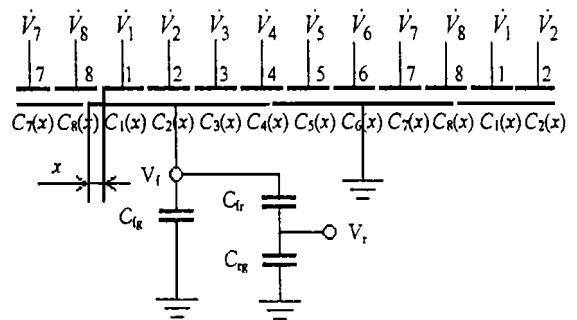 V̇7 V̇8 V̇1 V̇2 V̇3 V̇4 V̇5 V̇6 V̇7 V̇8 V̇1 V̇2
7 8 1 2 3 4 5 6 7 8 1 2
C7(x) C8(x) C1(x) C2(x) C3(x) C4(x) C5(x) C6(x) C7(x) C8(x) C1(x) C2(x)
x
Vf
Cfr
Cfg
Vr
Crg